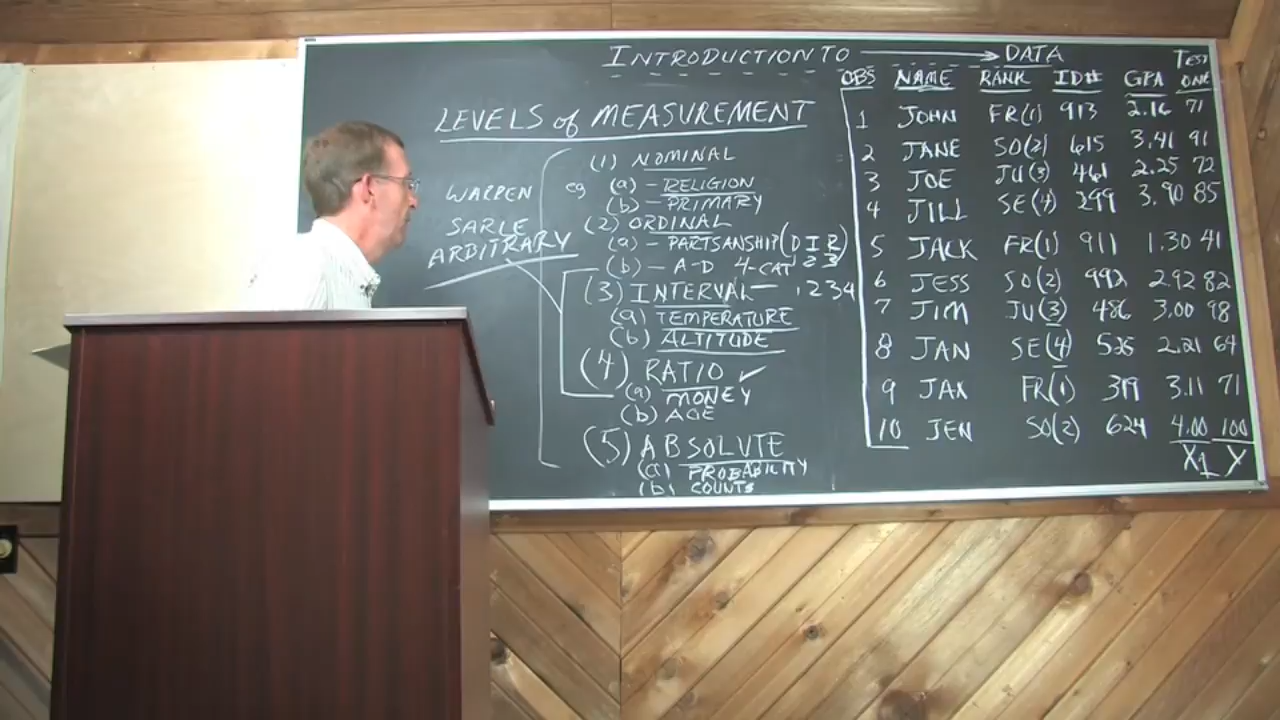 INTRODUCTION TO → DATA
LEVELS of MEASUREMENT
WARREN
SARLE
ARBITRARY
(1) NOMINAL
eg (a) - RELIGION
(b) - PRIMARY
(2) ORDINAL
(a) - PARTSANSHIP (D I R)
1 2 3
(b) - A-D 4-CAT
(3) INTERVAL - 1 2 3 4
(a) TEMPERATURE
(b) ALTITUDE
(4) RATIO ✓
(a) MONEY
(b) AGE
(5) ABSOLUTE
(a) PROBABILITY
(b) COUNTS
OBS NAME RANK ID# GPA TEST ONE
1 JOHN FR(1) 913 2.16 71
2 JANE SO(2) 615 3.41 91
3 JOE JU(3) 461 2.25 72
4 JILL SE(4) 299 3.90 85
5 JACK FR(1) 911 1.30 41
6 JESS SO(2) 992 2.92 82
7 JIM JU(3) 486 3.00 98
8 JAN SE(4) 2.21 64
9 JAX FR(1) 3.11 71
10 JEN SO(2) 624 4.00 100
X1 Y